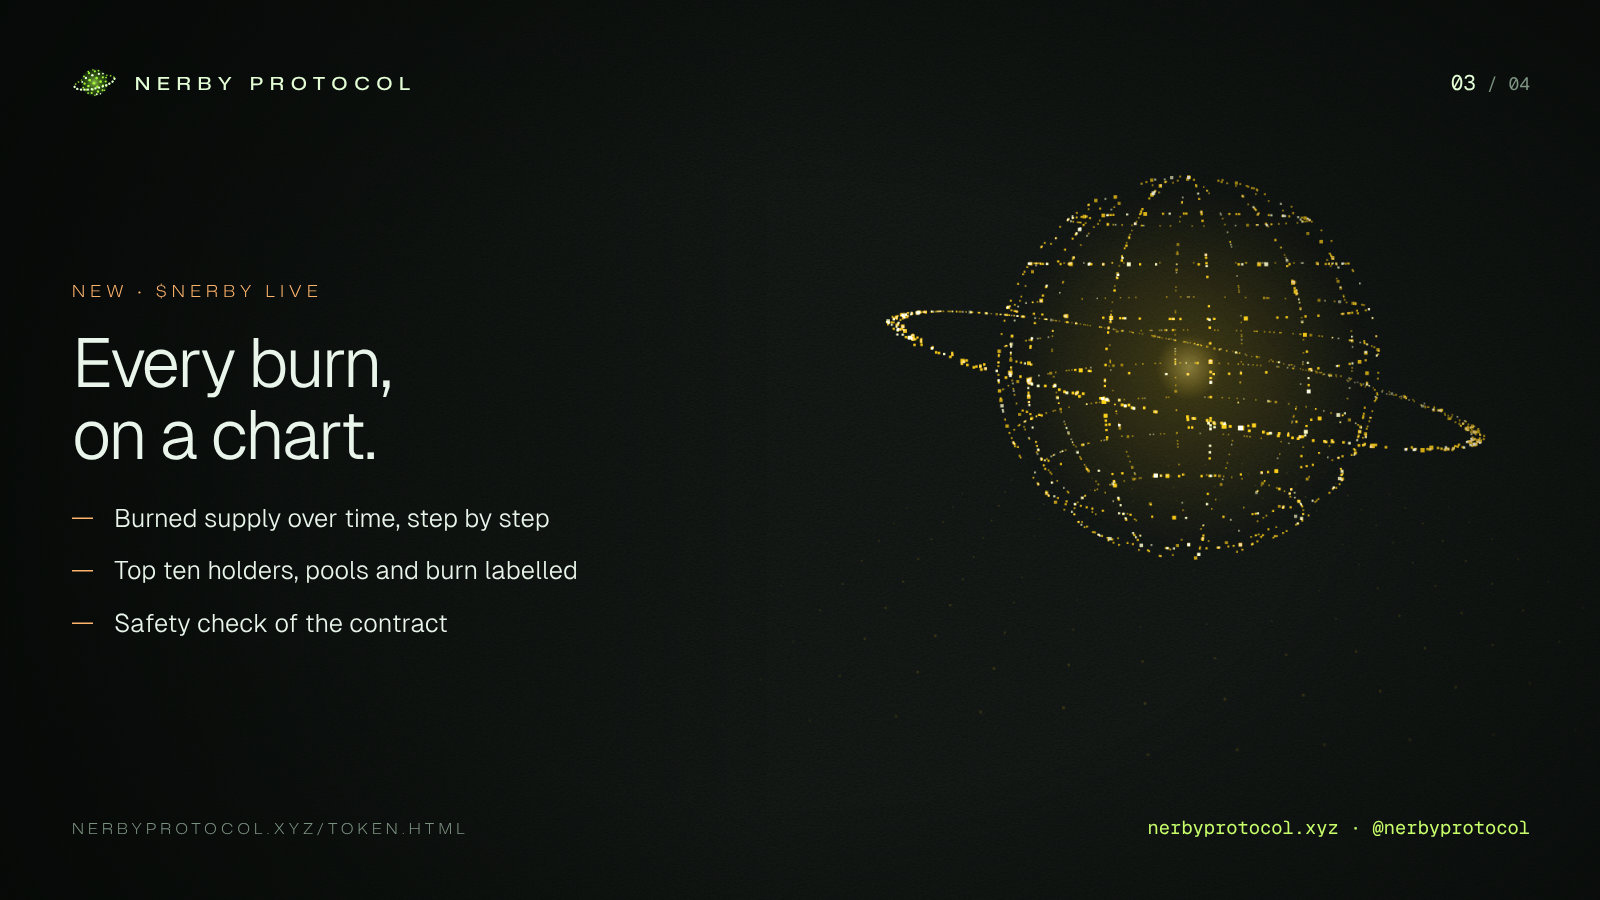 NERBY PROTOCOL
03 / 04
NEW · $NERBY LIVE
Every burn,
on a chart.
— Burned supply over time, step by step
— Top ten holders, pools and burn labelled
— Safety check of the contract
NERBYPROTOCOL.XYZ/TOKEN.HTML
nerbyprotocol.xyz · @nerbyprotocol